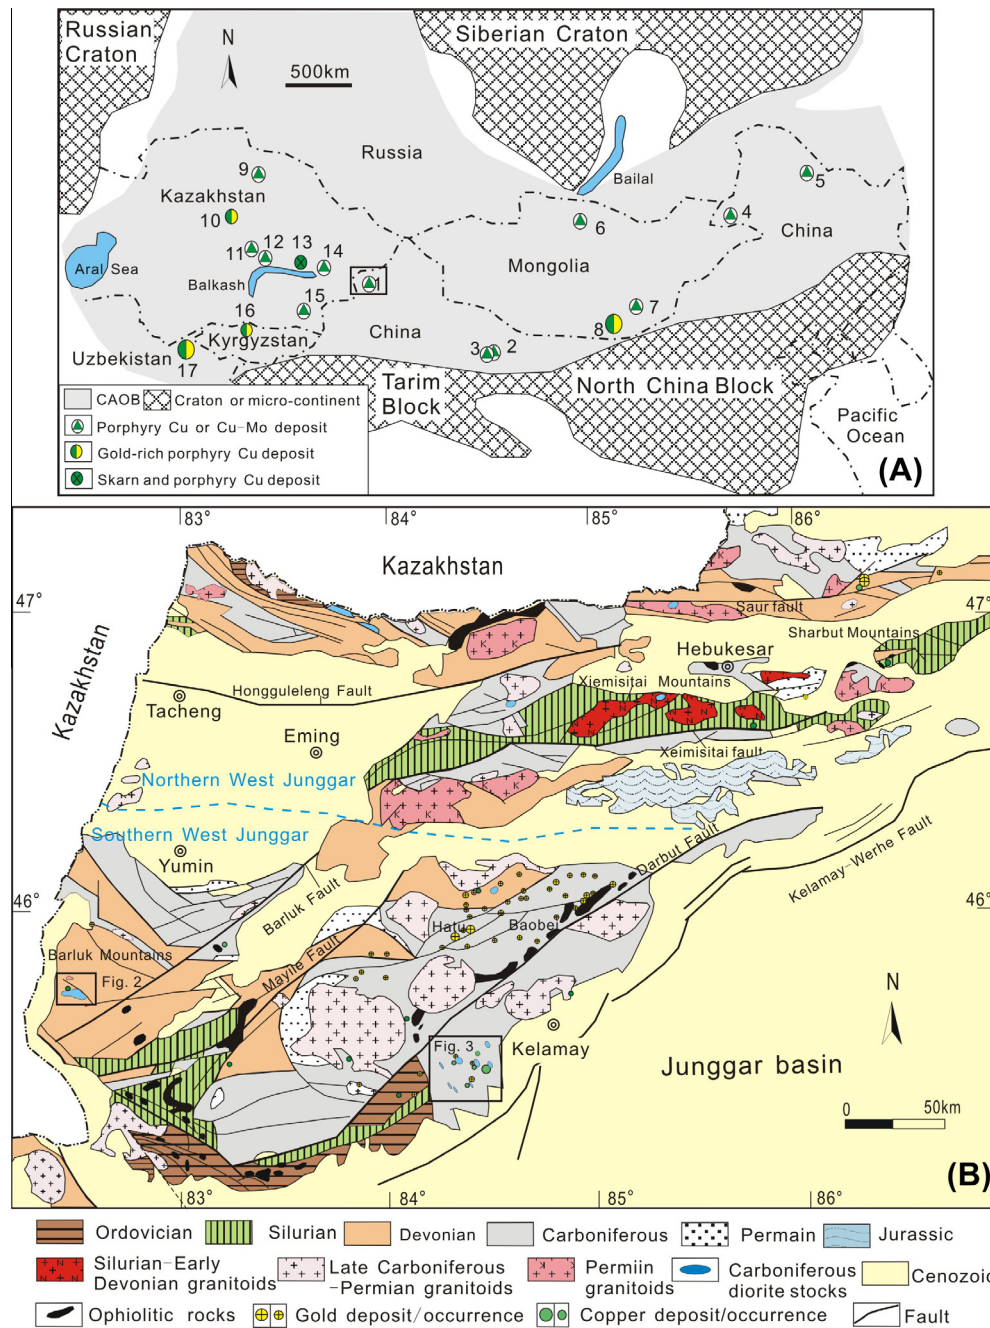 Russian
Craton
Siberian Craton
N
500km
Russia
Bailal
9
5
Kazakhstan
4
10
6
China
12
13
14
11
Mongolia
Aral Sea
1
Balkash
15
7
16
China
8
Kyrgyzstan
3
2
Uzbekistan
17
Tarim
Block
North China Block
CAOB
Craton or micro-continent
Pacific
Ocean
Porphyry Cu or Cu-Mo deposit
Gold-rich porphyry Cu deposit
(A)
Skarn and porphyry Cu deposit
83°
84°
85°
86°
Kazakhstan
47°
47°
Saur fault
Sharbut Mountains
Hebukesar
Kazakhstan
Xiemisitai Mountains
Hongguleleng Fault
Tacheng
Eming
Xeimisitai fault
Northern West Junggar
Southern West Junggar
Yumin
Darbut Fault
Kelamay-Werhe Fault
46°
46°
Barluk Fault
Hatu
Baobei
Barluk Mountains
Mayile Fault
Fig. 2
N
Fig. 3
Kelamay
Junggar basin
0
50km
(B)
83°
84°
85°
86°
Ordovician
Silurian
Devonian
Carboniferous
Permain
Jurassic
Silurian-Early
Devonian granitoids
Late Carboniferous
-Permian granitoids
Permiin
granitoids
Carboniferous
diorite stocks
Cenozoic
Ophiolitic rocks
Gold deposit/occurrence
Copper deposit/occurrence
Fault